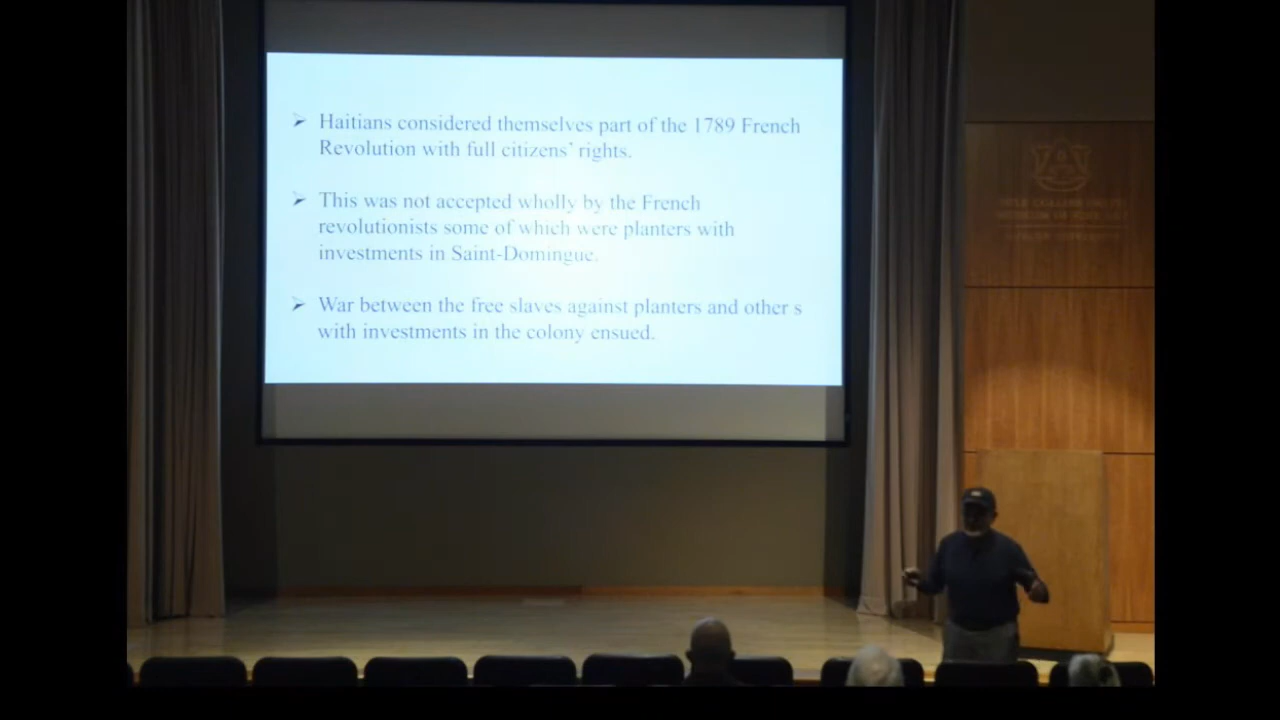 ➢ Haitians considered themselves part of the 1789 French
Revolution with full citizens’ rights.
➢ This was not accepted wholly by the French
revolutionists some of which were planters with
investments in Saint-Domingue.
➢ War between the free slaves against planters and other s
with investments in the colony ensued.